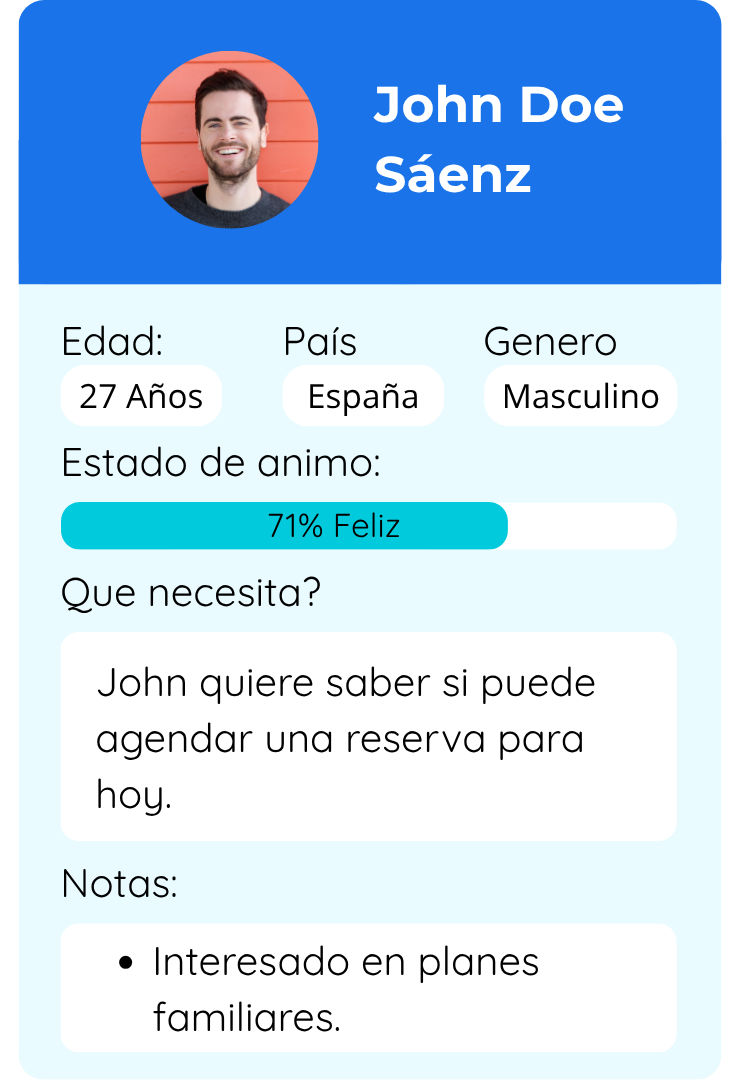 John Doe
Sáenz
Edad:
País
Genero
27 Años
España
Masculino
Estado de animo:
71% Feliz
Que necesita?
John quiere saber si puede
agendar una reserva para
hoy.
Notas:
• Interesado en planes
familiares.